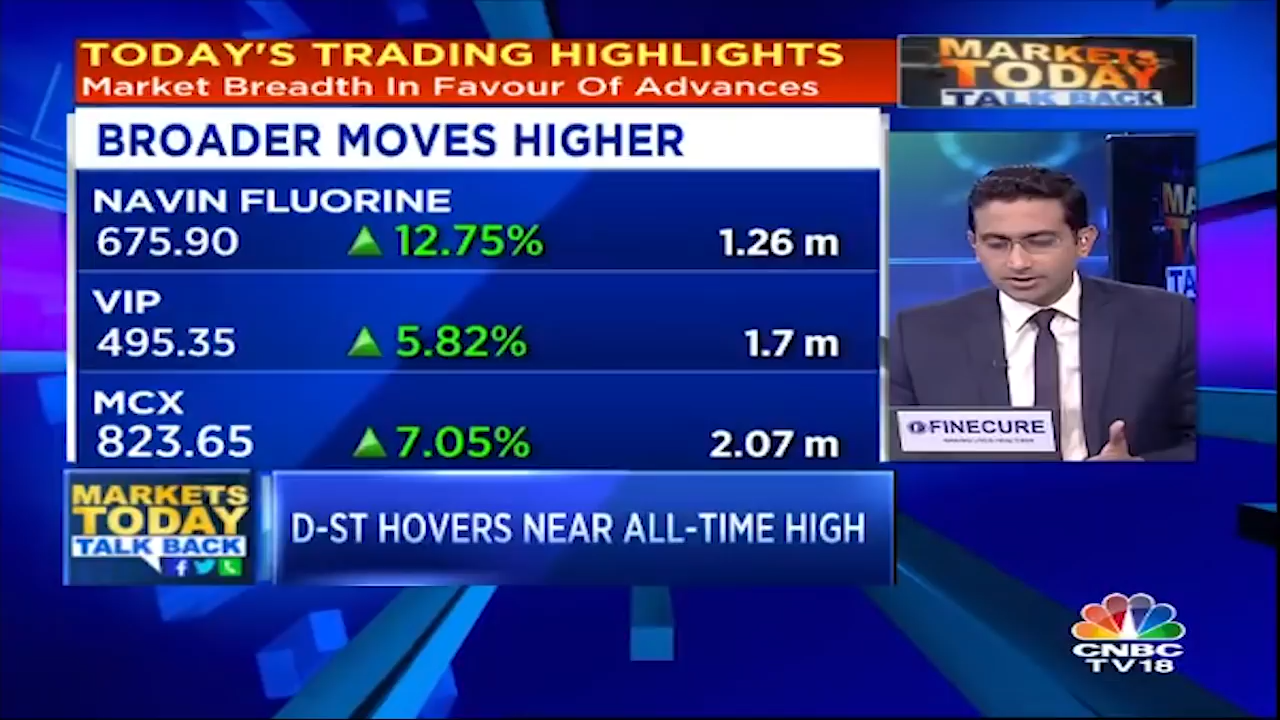 TODAY'S TRADING HIGHLIGHTS
Market Breadth In Favour Of Advances
MARKETS
TODAY
TALK BACK
BROADER MOVES HIGHER
NAVIN FLUORINE
675.90 ▲ 12.75% 1.26 m
VIP
495.35 ▲ 5.82% 1.7 m
MCX
823.65 ▲ 7.05% 2.07 m
MA
T
TA
FINECURE
MARKETS
TODAY
TALK BACK
D-ST HOVERS NEAR ALL-TIME HIGH
CNBC
TV18